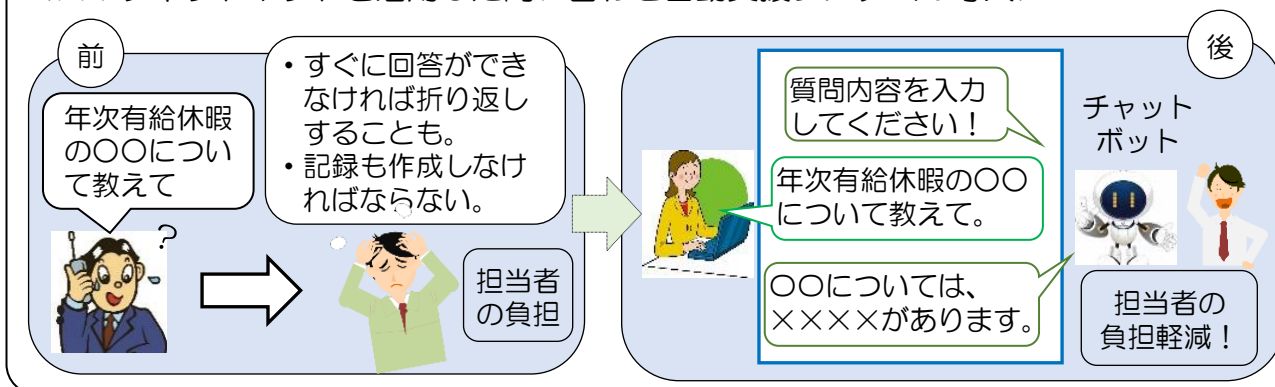 前
年次有給休暇
の〇〇につい
て教えて
?
・すぐに回答ができ
なければ折り返し
することも。
・記録も作成しなけ
ればならない。
担当者
の負担
後
質問内容を入力
してください！
年次有給休暇の〇〇
について教えて。
〇〇については、
××××があります。
チャット
ボット
担当者の
負担軽減！